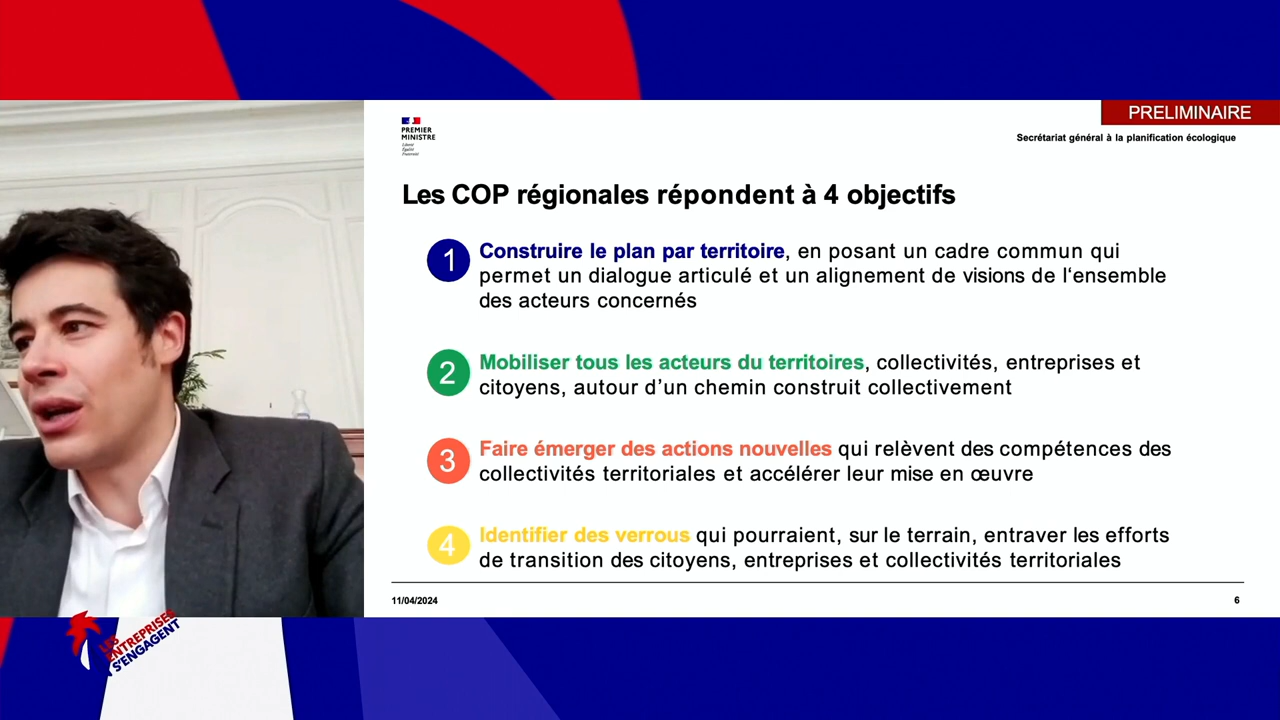 PRELIMINAIRE
PREMIER
MINISTRE
Liberté
Égalité
Fraternité
Secrétariat général à la planification écologique
Les COP régionales répondent à 4 objectifs
1
Construire le plan par territoire, en posant un cadre commun qui
permet un dialogue articulé et un alignement de visions de l‘ensemble
des acteurs concernés
2
Mobiliser tous les acteurs du territoires, collectivités, entreprises et
citoyens, autour d’un chemin construit collectivement
3
Faire émerger des actions nouvelles qui relèvent des compétences des
collectivités territoriales et accélérer leur mise en œuvre
4
Identifier des verrous qui pourraient, sur le terrain, entraver les efforts
de transition des citoyens, entreprises et collectivités territoriales
11/04/2024
6
LES
ENTREPRISES
S'ENGAGENT